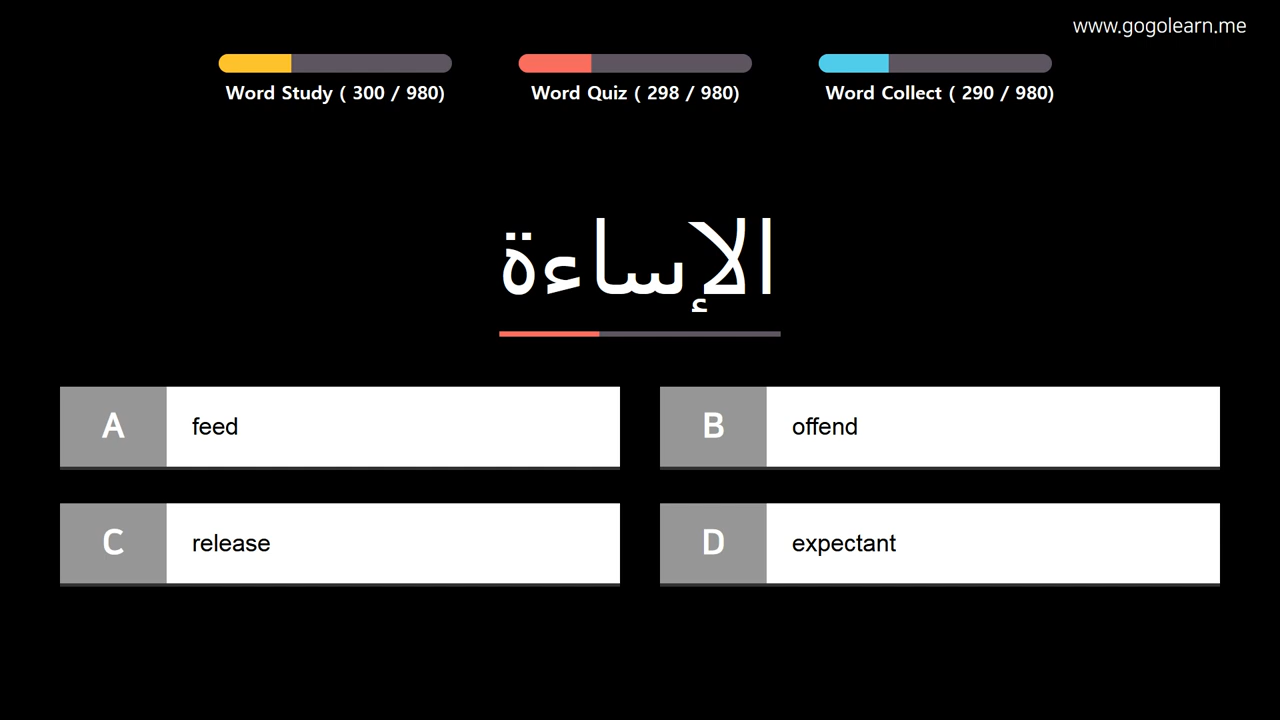 www.gogolearn.me
Word Study ( 300 / 980)
Word Quiz ( 298 / 980)
Word Collect ( 290 / 980)
الإساءة
A feed
B offend
C release
D expectant